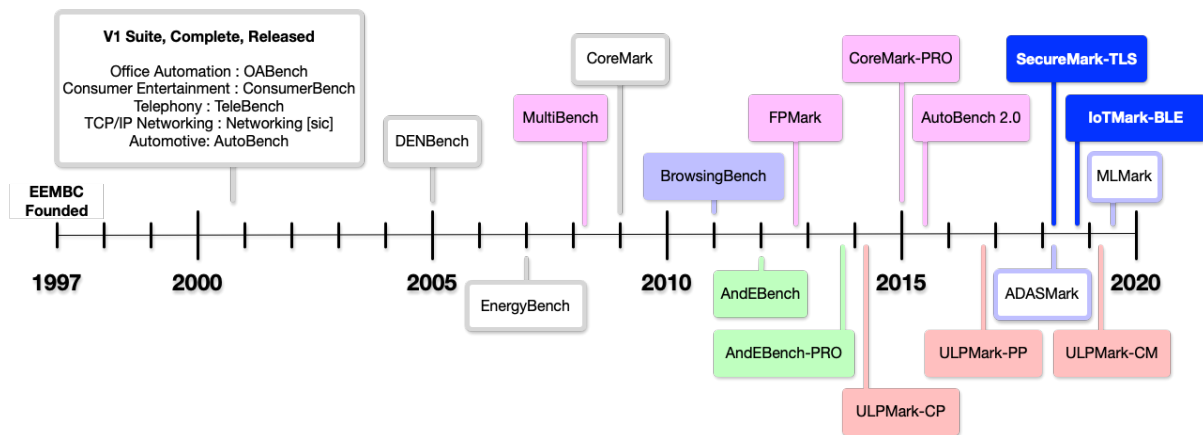 V1 Suite, Complete, Released
Office Automation : OABench
Consumer Entertainment : ConsumerBench
Telephony : TeleBench
TCP/IP Networking : Networking [sic]
Automotive: AutoBench
CoreMark
CoreMark-PRO
SecureMark-TLS
MultiBench
FPMark
AutoBench 2.0
IoTMark-BLE
DENBench
BrowsingBench
MLMark
EEMBC
Founded
1997
2000
2005
2010
2015
2020
EnergyBench
AndEBench
ADASMark
AndEBench-PRO
ULPMark-PP
ULPMark-CM
ULPMark-CP